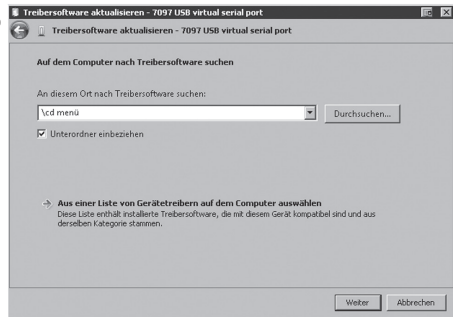 Treibersoftware aktualisieren - 7097 USB virtual serial port
Treibersoftware aktualisieren - 7097 USB virtual serial port
Auf dem Computer nach Treibersoftware suchen
An diesem Ort nach Treibersoftware suchen:
\cd menü
Durchsuchen...
Unterordner einbeziehen
Aus einer Liste von Gerätetreibern auf dem Computer auswählen
Diese Liste enthält installierte Treibersoftware, die mit diesem Gerät kompatibel sind und aus
derselben Kategorie stammen.
Weiter
Abbrechen